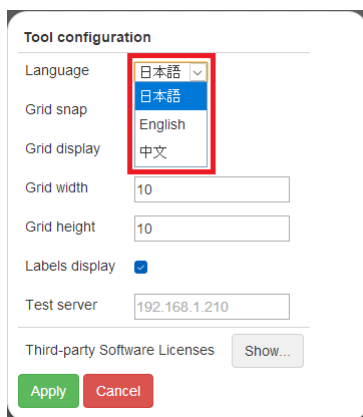 Tool configuration
Language 日本語
日本語
Grid snap
English
Grid display 中文
Grid width 10
Grid height 10
Labels display
Test server 192.168.1.210
Third-party Software Licenses Show...
Apply Cancel